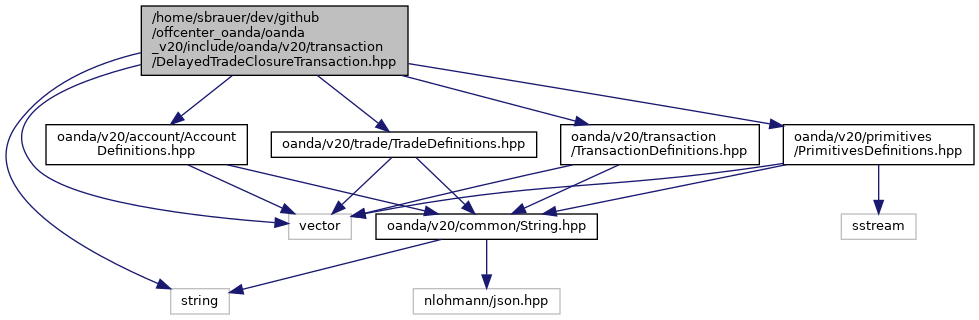 /home/sbrauer/dev/github
/offcenter_oanda/oanda
_v20/include/oanda/v20/transaction
/DelayedTradeClosureTransaction.hpp
oanda/v20/account/Account
Definitions.hpp
oanda/v20/trade/TradeDefinitions.hpp
oanda/v20/transaction
/TransactionDefinitions.hpp
oanda/v20/primitives
/PrimitivesDefinitions.hpp
vector
oanda/v20/common/String.hpp
sstream
string
nlohmann/json.hpp